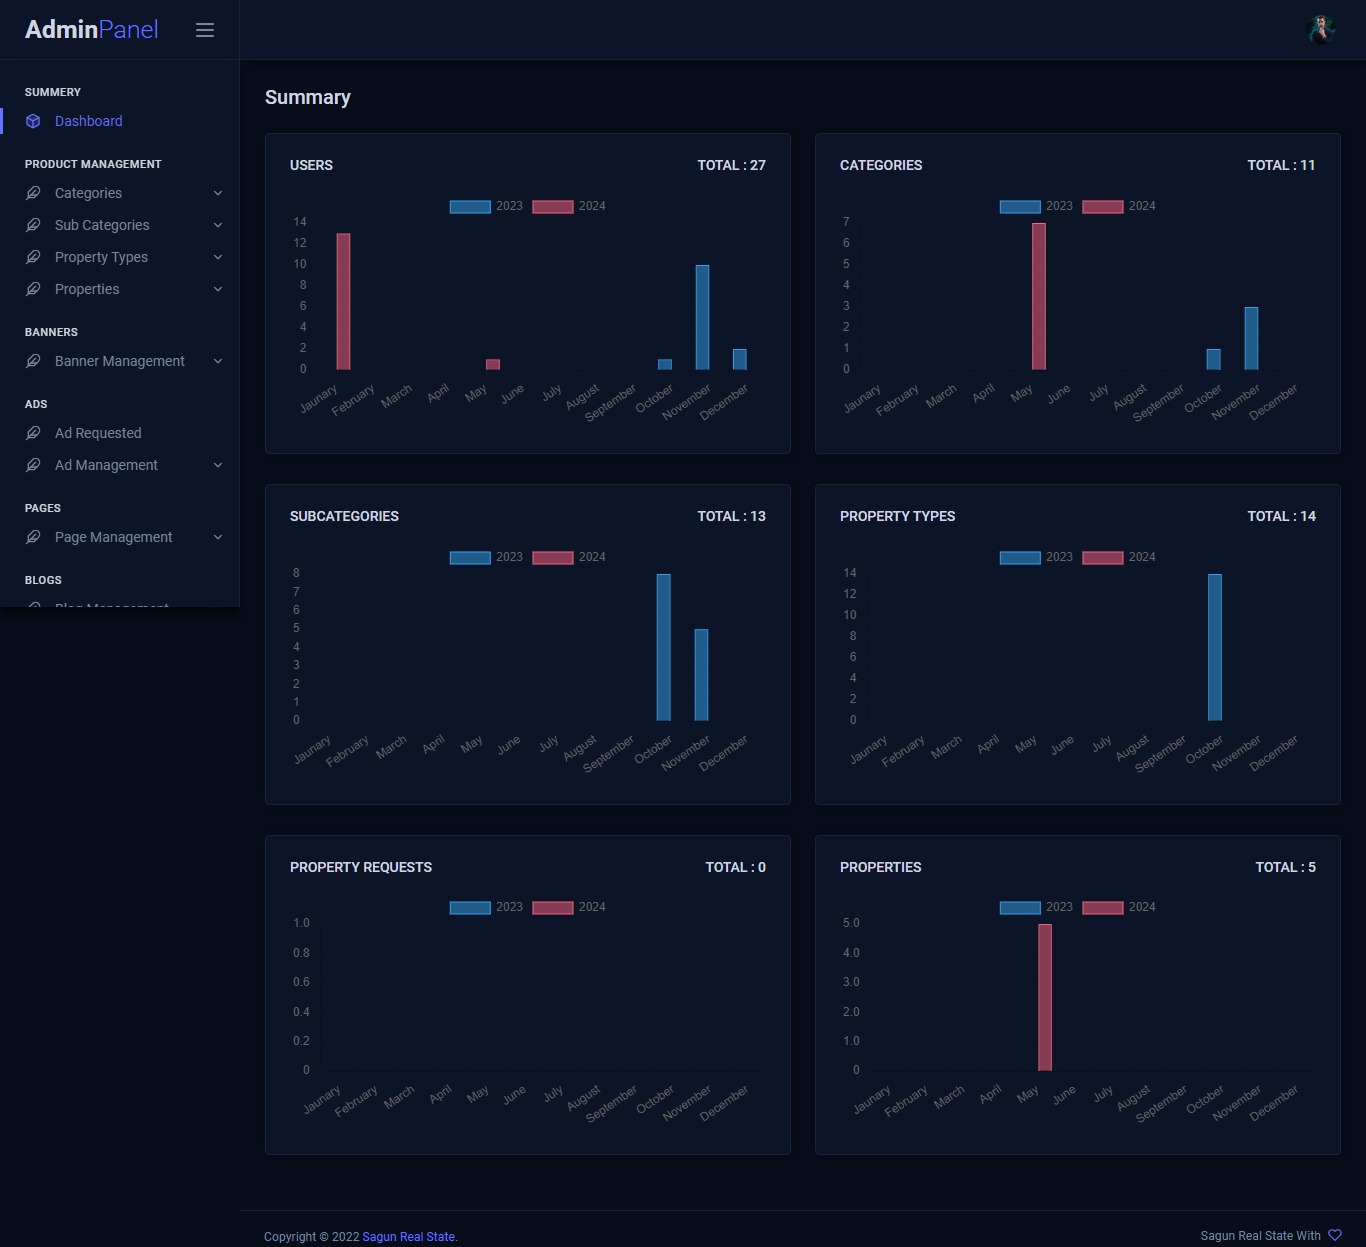 AdminPanel
SUMMERY
Dashboard
PRODUCT MANAGEMENT
Categories
Sub Categories
Property Types
Properties
BANNERS
Banner Management
ADS
Ad Requested
Ad Management
PAGES
Page Management
BLOGS
Blog Management
Summary
USERS TOTAL : 27
2023 2024
14
12
10
8
6
4
2
0
Jaunary February March April May June July August September October November December
CATEGORIES TOTAL : 11
2023 2024
7
6
5
4
3
2
1
0
Jaunary February March April May June July August September October November December
SUBCATEGORIES TOTAL : 13
2023 2024
8
7
6
5
4
3
2
1
0
Jaunary February March April May June July August September October November December
PROPERTY TYPES TOTAL : 14
2023 2024
14
12
10
8
6
4
2
0
Jaunary February March April May June July August September October November December
PROPERTY REQUESTS TOTAL : 0
2023 2024
1.0
0.8
0.6
0.4
0.2
0
Jaunary February March April May June July August September October November December
PROPERTIES TOTAL : 5
2023 2024
5.0
4.0
3.0
2.0
1.0
0
Jaunary February March April May June July August September October November December
Copyright © 2022 Sagun Real State. Sagun Real State With